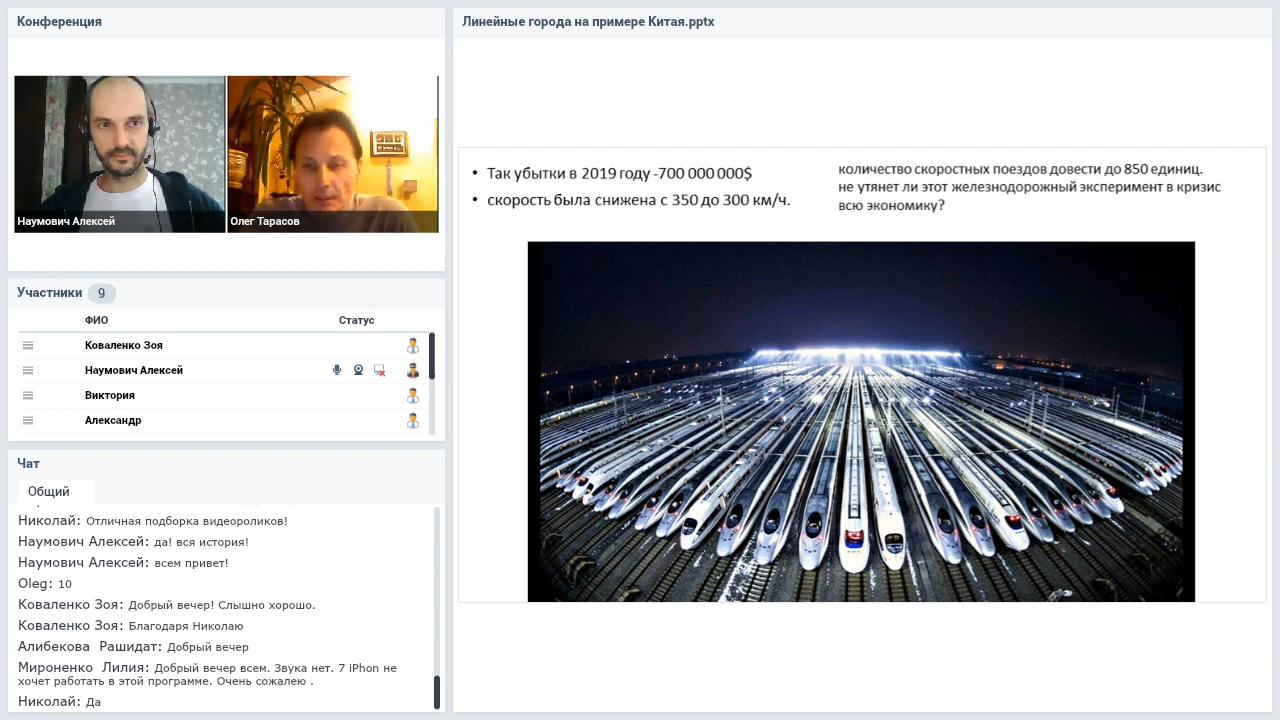 Конференция
Наумович Алексей
Олег Тарасов
Участники 9
ФИО Статус
Коваленко Зоя
Наумович Алексей
Виктория
Александр
Чат
Общий
Николай: Отличная подборка видеороликов!
Наумович Алексей: да! вся история!
Наумович Алексей: всем привет!
Oleg: 10
Коваленко Зоя: Добрый вечер! Слышно хорошо.
Коваленко Зоя: Благодаря Николаю
Алибекова Рашидат: Добрый вечер
Мироненко Лилия: Добрый вечер всем. Звука нет. 7 iPhon не
хочет работать в этой программе. Очень сожалею .
Николай: Да
Линейные города на примере Китая.pptx
• Так убытки в 2019 году -700 000 000$
• скорость была снижена с 350 до 300 км/ч.
количество скоростных поездов довести до 850 единиц.
не утянет ли этот железнодорожный эксперимент в кризис
всю экономику?